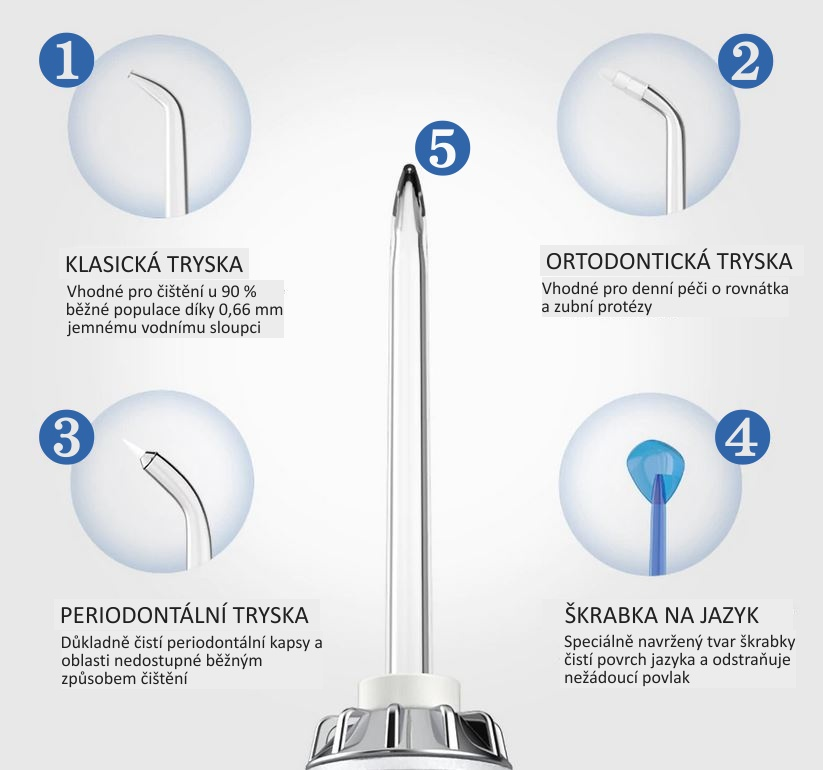 1
KLASICKÁ TRYSKA
Vhodné pro čištění u 90 %
běžné populace díky 0,66 mm
jemnému vodnímu sloupci
2
ORTODONTICKÁ TRYSKA
Vhodné pro denní péči o rovnátka
a zubní protézy
5
3
PERIODONTÁLNÍ TRYSKA
Důkladně čistí periodontální kapsy a
oblasti nedostupné běžným
způsobem čištění
4
ŠKRABKA NA JAZYK
Speciálně navržený tvar škrabky
čistí povrch jazyka a odstraňuje
nežádoucí povlak